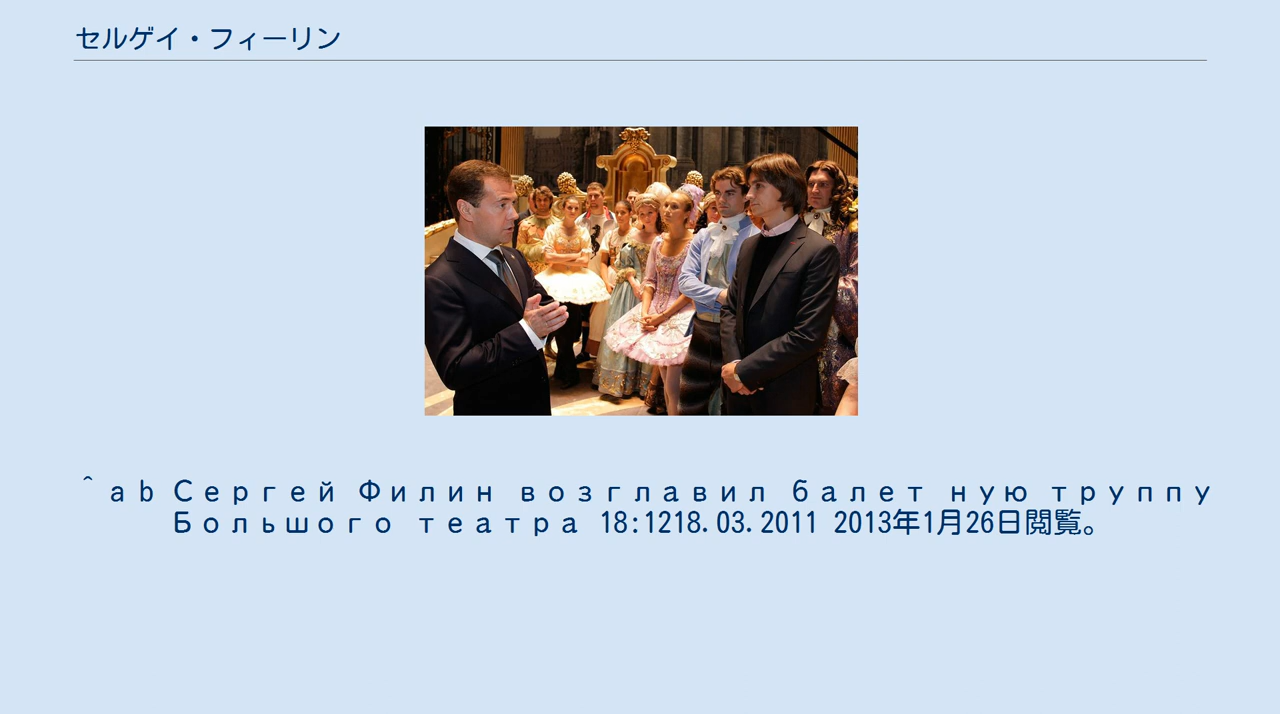 セルゲイ・フィーリン
^ a b Сергей Филин возглавил балет ную труппу
Большого театра 18:1218.03.2011 2013年1月26日閲覧。